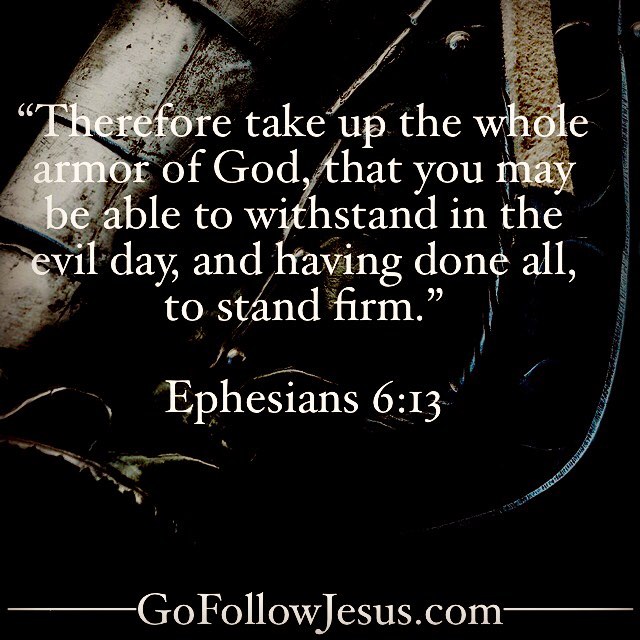 “Therefore take up the whole
armor of God, that you may
be able to withstand in the
evil day, and having done all,
to stand firm.”
Ephesians 6:13
GoFollowJesus.com